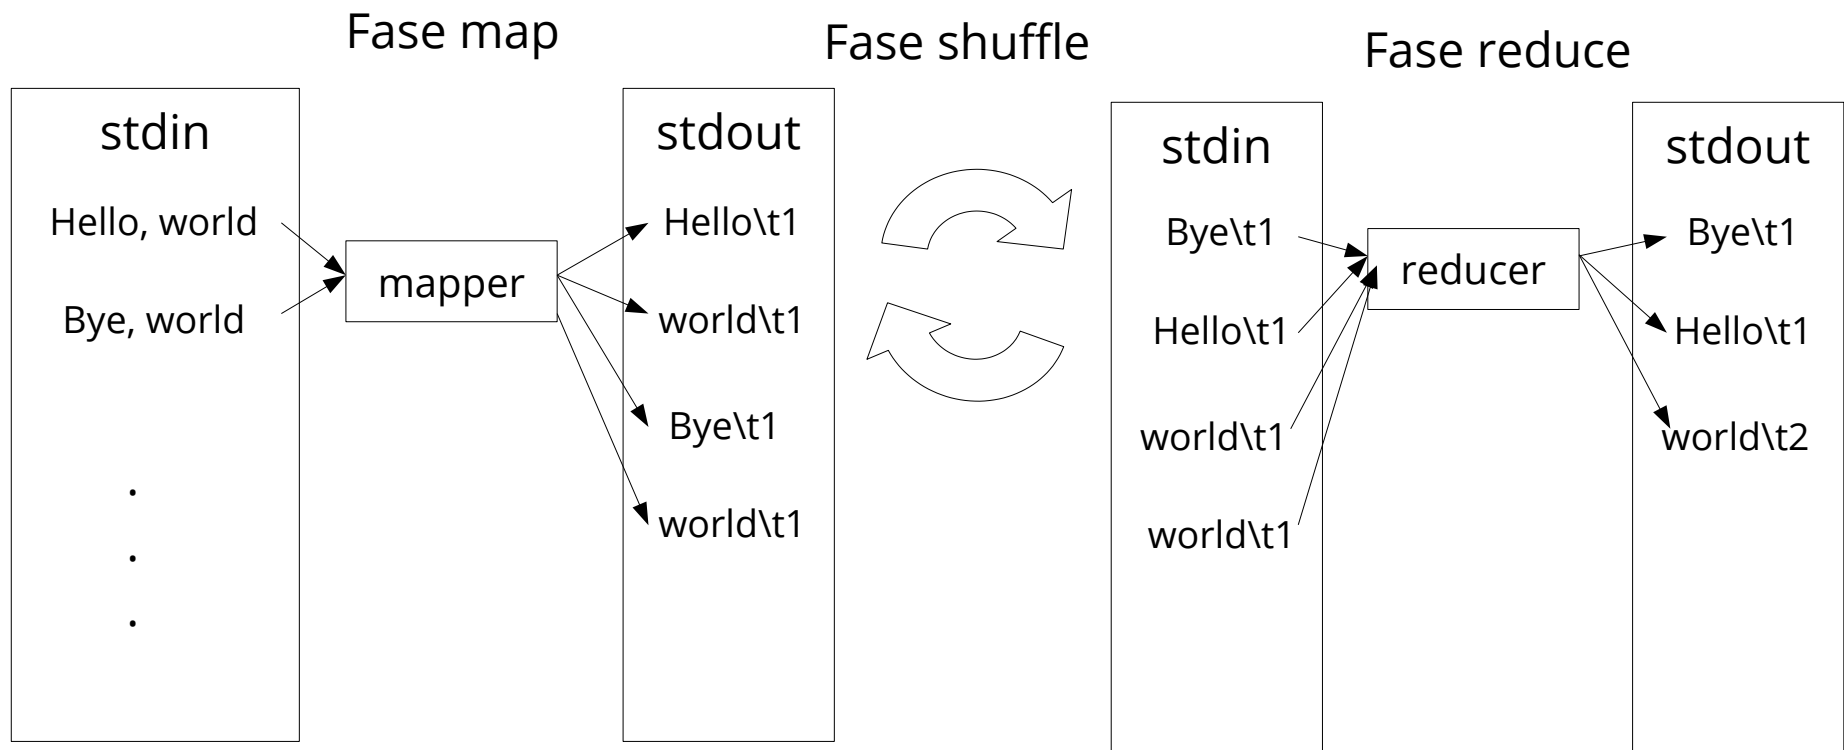 Fase map
Fase shuffle
Fase reduce
stdin
Hello, world
Bye, world
.
.
.
mapper
stdout
Hello\t1
world\t1
Bye\t1
world\t1
stdin
Bye\t1
Hello\t1
world\t1
world\t1
reducer
stdout
Bye\t1
Hello\t1
world\t2